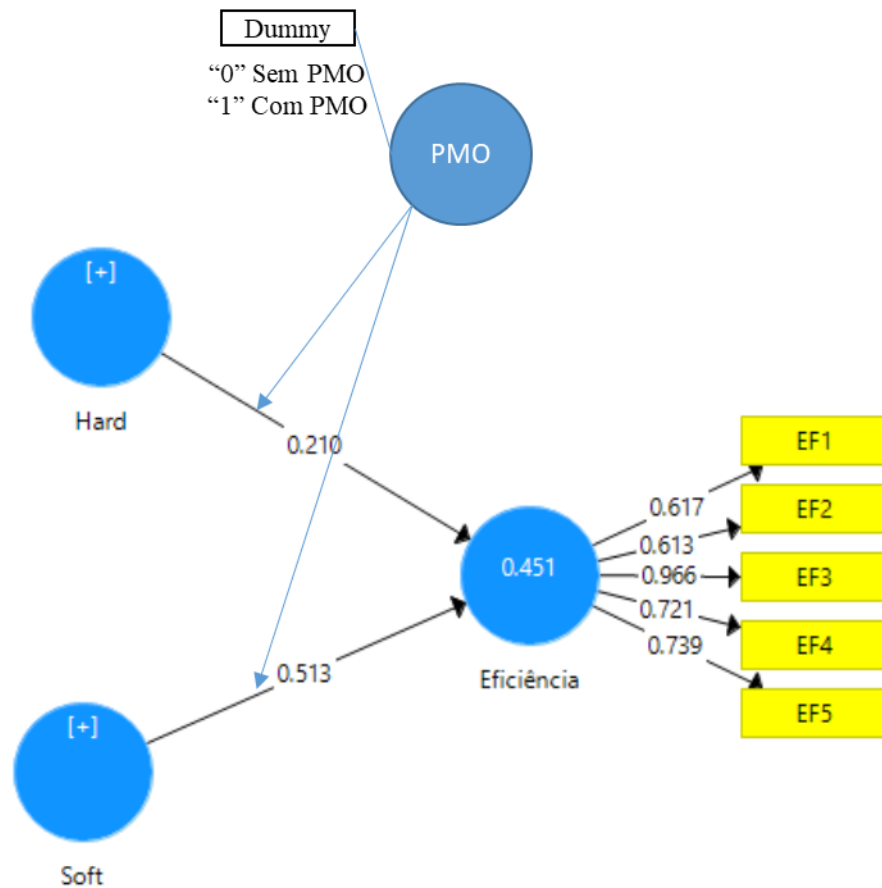 Dummy
“0” Sem PMO
“1” Com PMO
PMO
[+]
Hard
0.210
EF1
0.617
EF2
0.613
0.451
0.966
EF3
0.721
EF4
0.739
Eficiência
0.513
EF5
[+]
Soft